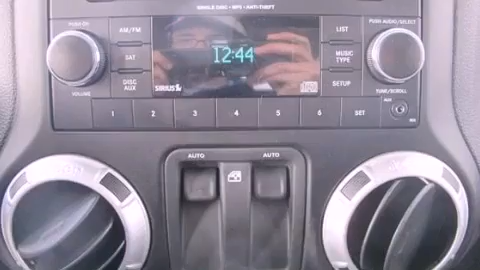 SINGLE DISC • MP3 • ANTI-THEFT
PUSH ON
PUSH AUDIO/SELECT
AM/FM
LIST
12:44
SAT
MUSIC
TYPE
DISC
AUX
SETUP
SIRIUS
VOLUME
TUNE/SCROLL
1 2 3 4 5 6 SET
AUX
AUTO AUTO